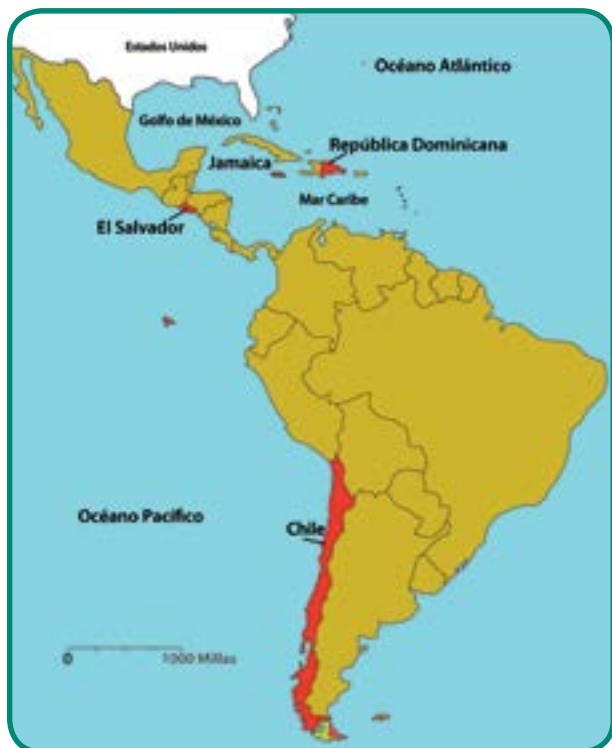 Estados Unidos
Océano Atlántico
Golfo de México
República Dominicana
Jamaica
Mar Caribe
El Salvador
Océano Pacífico
Chile
0 1000 Millas